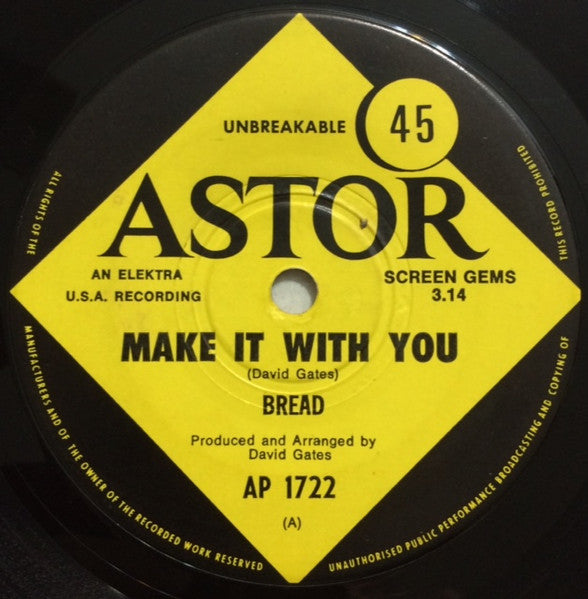 UNBREAKABLE
45
ASTOR
AN ELEKTRA
U.S.A. RECORDING
SCREEN GEMS
3.14
MAKE IT WITH YOU
(David Gates)
BREAD
Produced and Arranged by
David Gates
AP 1722
(A)
ALL RIGHTS OF THE
MANUFACTURERS AND OF THE OWNER OF THE RECORDED WORK RESERVED
UNAUTHORISED PUBLIC PERFORMANCE BROADCASTING AND COPYING OF
THIS RECORD PROHIBITED